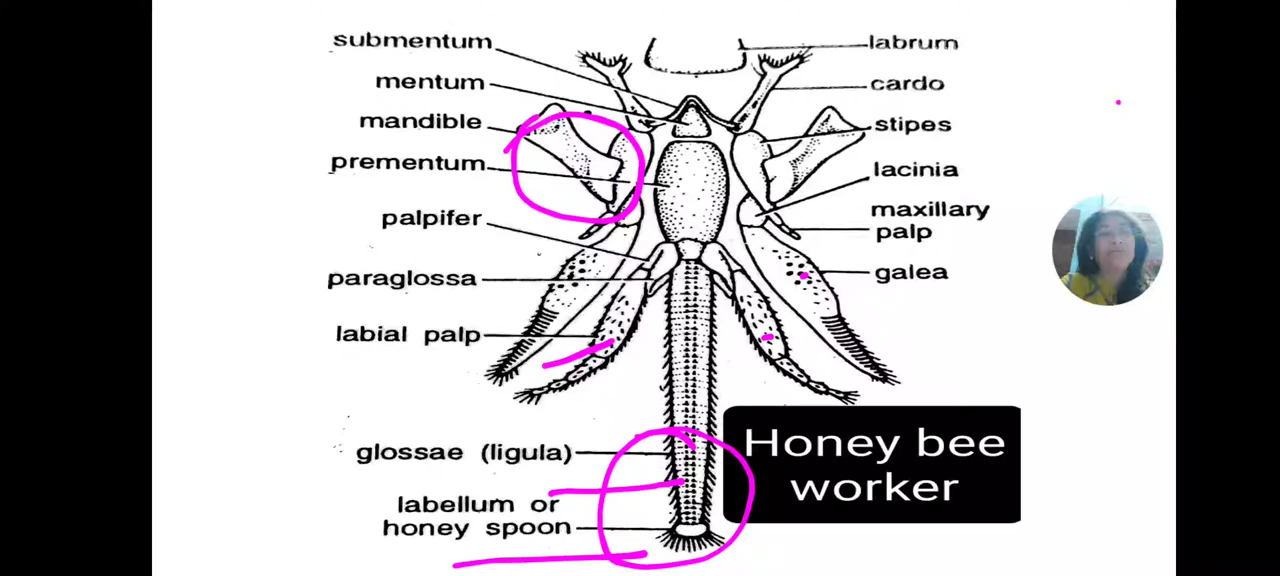 submentum
mentum
mandible
prementum
palpifer
paraglossa
labial palp
glossae (ligula)
labellum or
honey spoon
labrum
cardo
stipes
lacinia
maxillary
palp
galea
Honey bee
worker